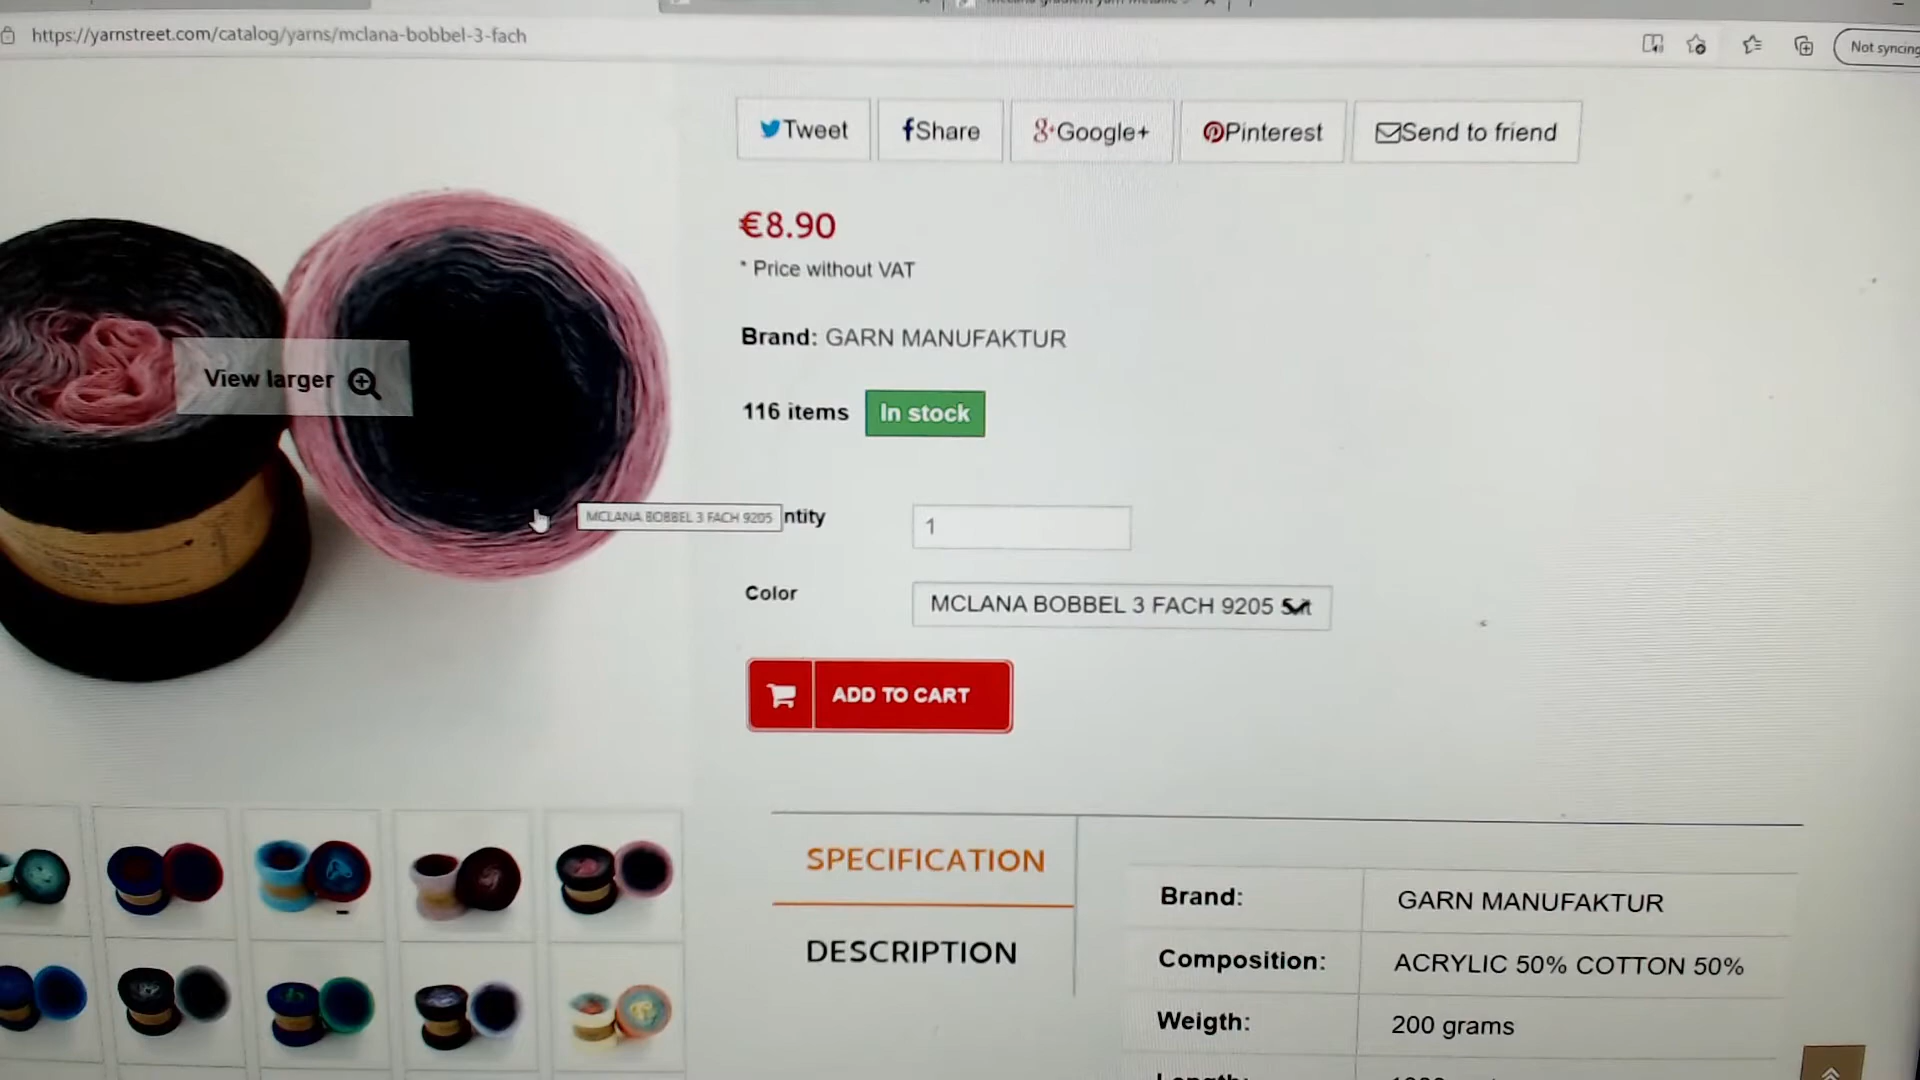 https://yarnstreet.com/catalog/yarns/mclana-bobbel-3-fach
Not syncing
Tweet
Share
Google+
Pinterest
Send to friend
€8.90
* Price without VAT
Brand: GARN MANUFAKTUR
View larger
116 items In stock
MCLANA BOBBEL 3 FACH 9205
ntity
1
Color
MCLANA BOBBEL 3 FACH 9205
ADD TO CART
SPECIFICATION
DESCRIPTION
Brand: GARN MANUFAKTUR
Composition: ACRYLIC 50% COTTON 50%
Weigth: 200 grams